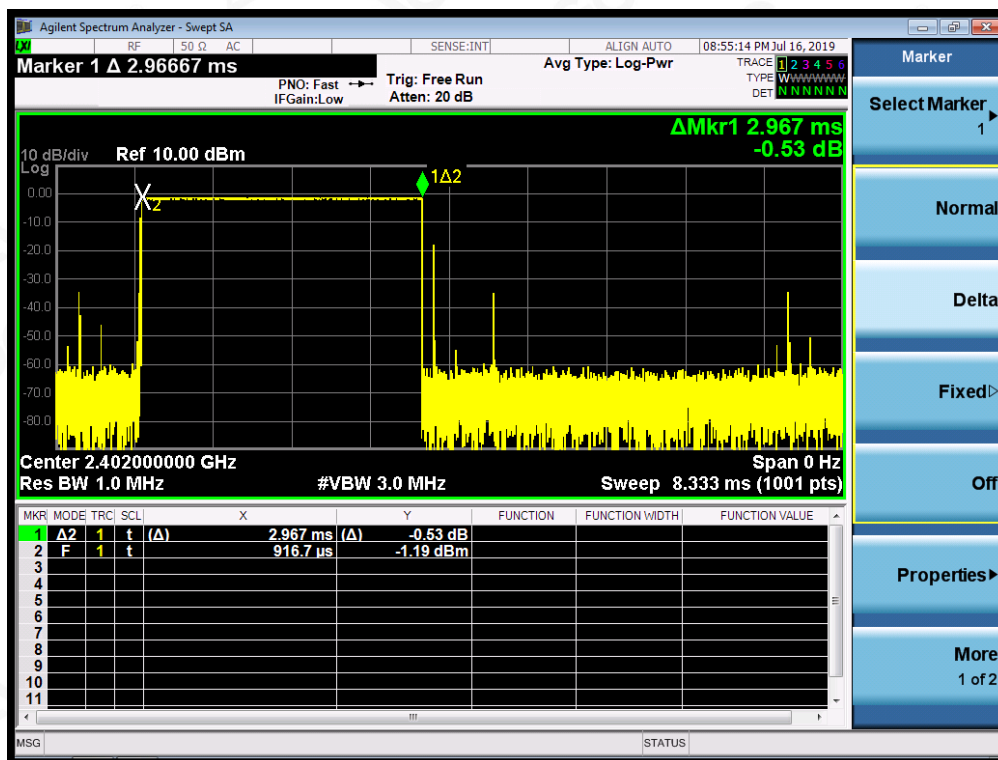 Agilent Spectrum Analyzer - Swept SA
LXI RF 50 Ω AC SENSE:INT ALIGN AUTO 08:55:14 PM Jul 16, 2019
Marker 1 Δ 2.96667 ms
PNO: Fast
IFGain:Low
Trig: Free Run
Atten: 20 dB
Avg Type: Log-Pwr
TRACE 1 2 3 4 5 6
TYPE WWWWWW
DET N N N N N N
ΔMkr1 2.967 ms
-0.53 dB
10 dB/div Ref 10.00 dBm
Log
1Δ2
0.00
2
-10.0
-20.0
-30.0
-40.0
-50.0
-60.0
-70.0
-80.0
Center 2.402000000 GHz Span 0 Hz
Res BW 1.0 MHz #VBW 3.0 MHz Sweep 8.333 ms (1001 pts)
MKR MODE TRC SCL X Y FUNCTION FUNCTION WIDTH FUNCTION VALUE
1 Δ2 1 t (Δ) 2.967 ms (Δ) -0.53 dB
2 F 1 t 916.7 µs -1.19 dBm
3
4
5
6
7
8
9
10
11
MSG STATUS
Marker
Select Marker
1
Normal
Delta
Fixed
Off
Properties
More
1 of 2